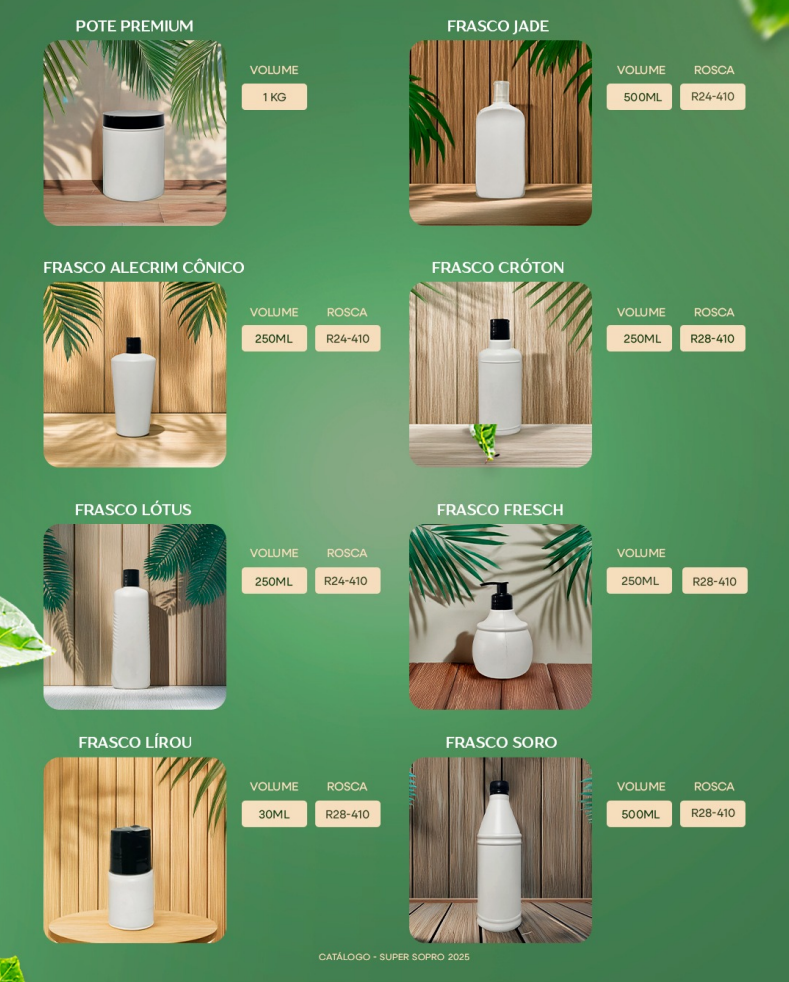 POTE PREMIUM
VOLUME
1 KG
FRASCO JADE
VOLUME ROSCA
500ML R24-410
FRASCO ALECRIM CÔNICO
VOLUME ROSCA
250ML R24-410
FRASCO CRÓTON
VOLUME ROSCA
250ML R28-410
FRASCO LÓTUS
VOLUME ROSCA
250ML R24-410
FRASCO FRESCH
VOLUME
250ML R28-410
FRASCO LÍROU
VOLUME ROSCA
30ML R28-410
FRASCO SORO
VOLUME ROSCA
500ML R28-410
CATÁLOGO - SUPER SOPRO 2025